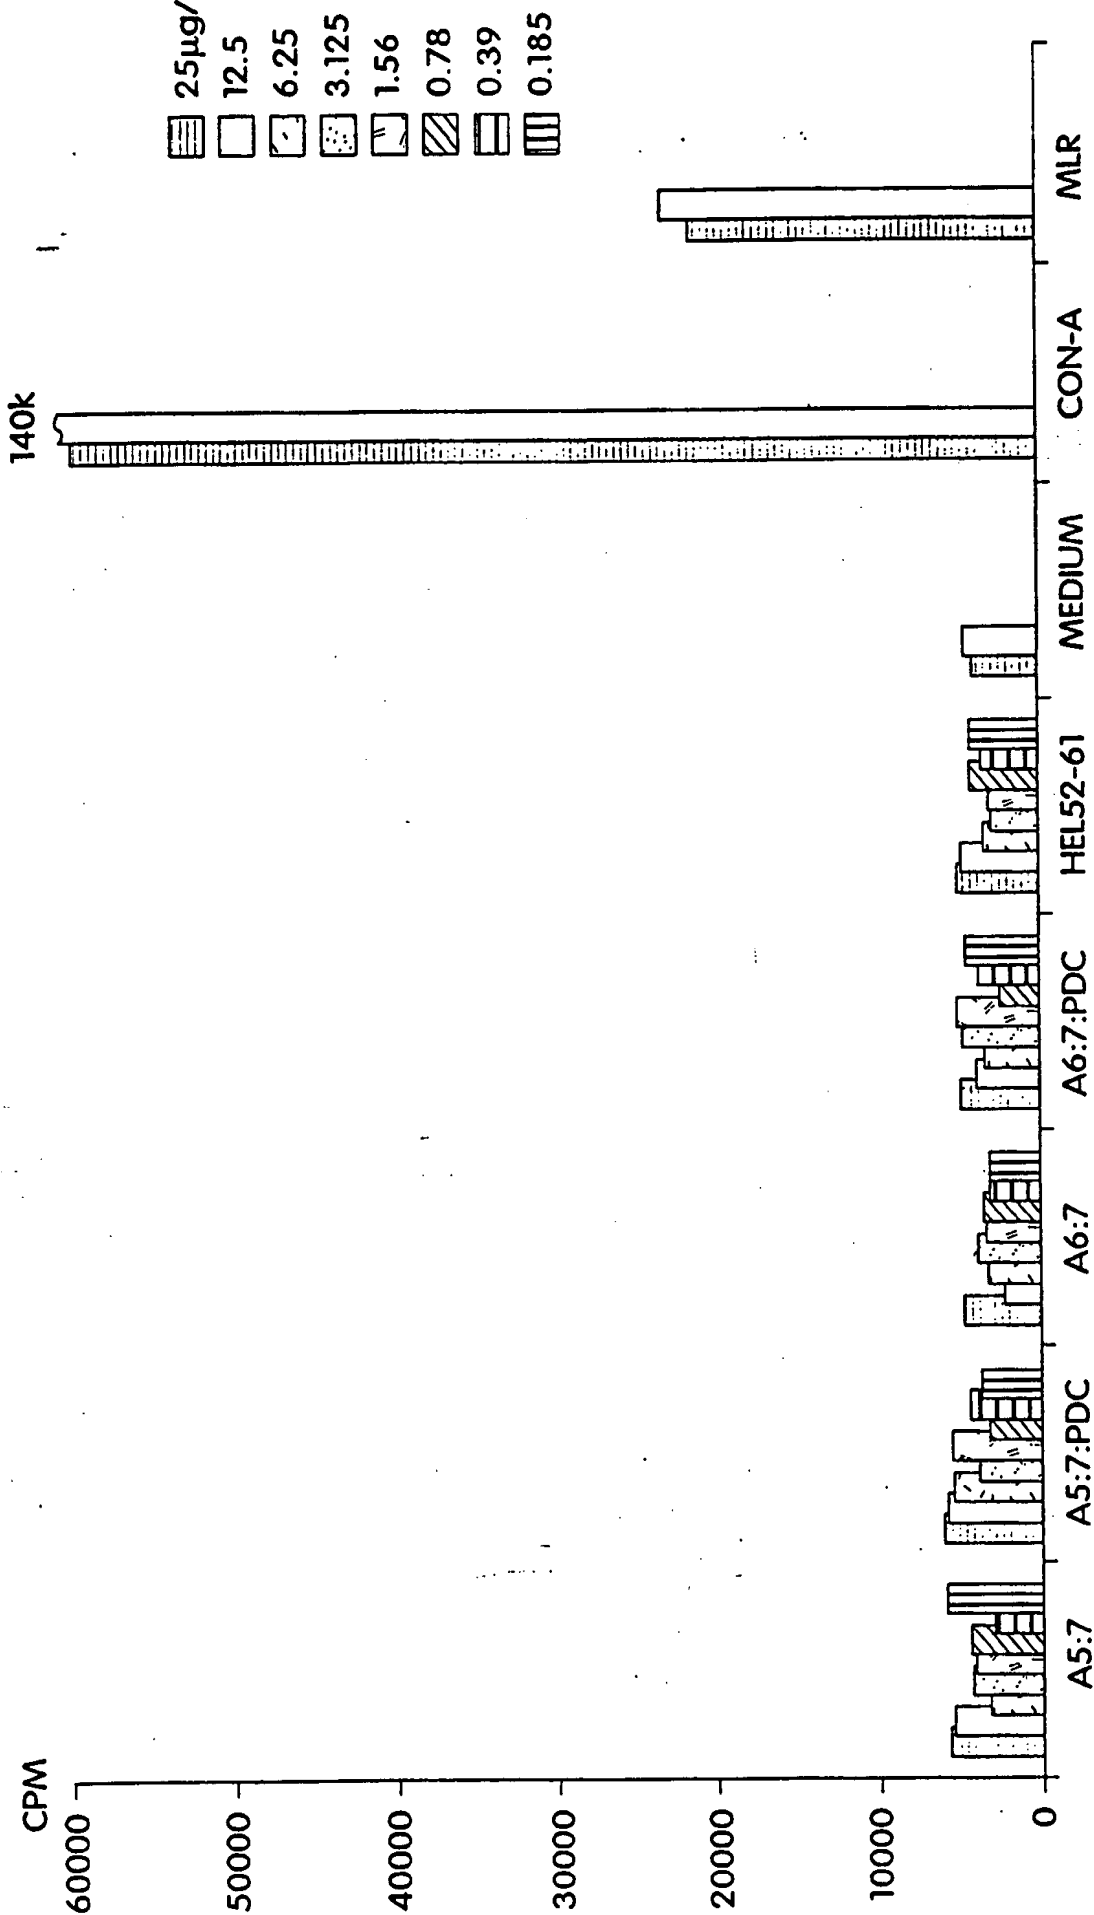 CPM
60000
50000
40000
30000
20000
10000
0
A5:7
A5:7:PDC
A6:7
A6:7:PDC
HEL52-61
MEDIUM
CON-A
MLR
140k
25µg/
12.5
6.25
3.125
1.56
0.78
0.39
0.185